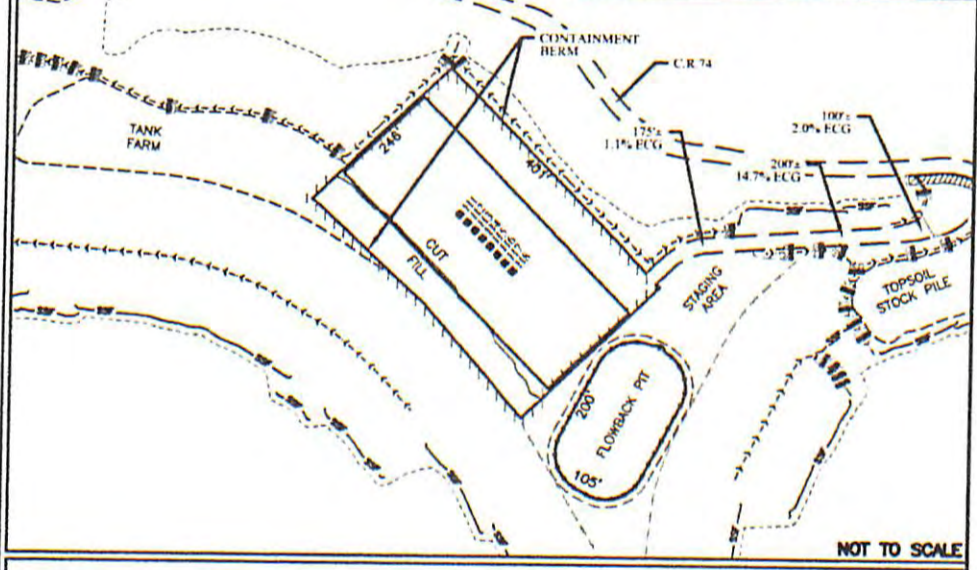 CONTAINMENT
BERM
C.R.74
100'±
2.0% ECG
175'±
1.1% ECG
200'±
14.7% ECG
TANK
FARM
246'
401'
CUT
FILL
STAGING
AREA
TOPSOIL
STOCK PILE
200'
FLOWBACK PIT
105'
NOT TO SCALE